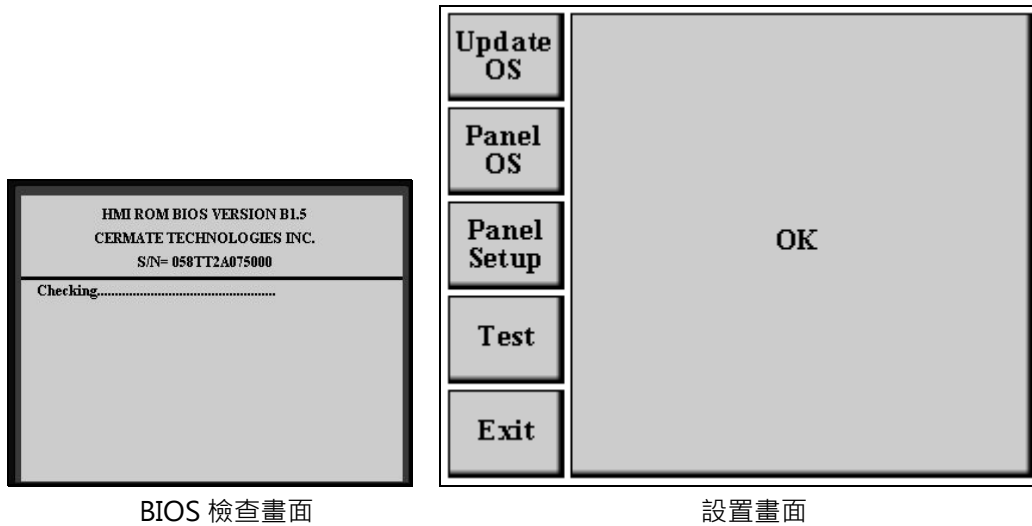 HMI ROM BIOS VERSION B1.5
CERMATE TECHNOLOGIES INC.
S/N= 058TT2A075000
Checking..................................................
BIOS 檢查畫面
Update
OS
Panel
OS
Panel
Setup
Test
Exit
OK
設置畫面